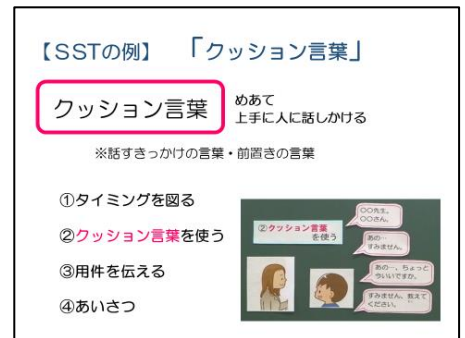 【SSTの例】 「クッション言葉」
クッション言葉
めあて
上手に人に話しかける
※話すきっかけの言葉・前置きの言葉
①タイミングを図る
②クッション言葉を使う
③用件を伝える
④あいさつ
②クッション言葉
を使う
〇〇先生。
〇〇さん。
あの…
すみません。
あの…、ちょっと
今いいですか。
すみません、教えて
ください。